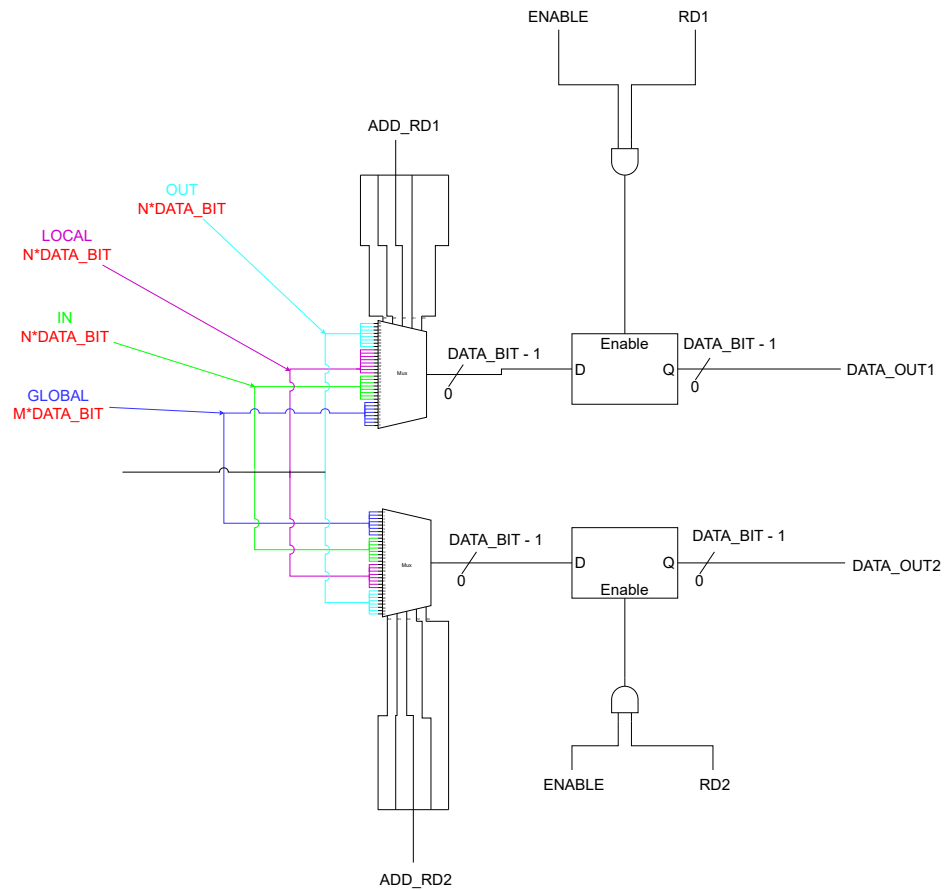 ENABLE
RD1
ADD_RD1
OUT
N*DATA_BIT
LOCAL
N*DATA_BIT
IN
N*DATA_BIT
GLOBAL
M*DATA_BIT
Mux
DATA_BIT - 1
0
Enable
D
Q
DATA_BIT - 1
0
DATA_OUT1
Mux
DATA_BIT - 1
0
D
Q
Enable
DATA_BIT - 1
0
DATA_OUT2
ENABLE
RD2
ADD_RD2